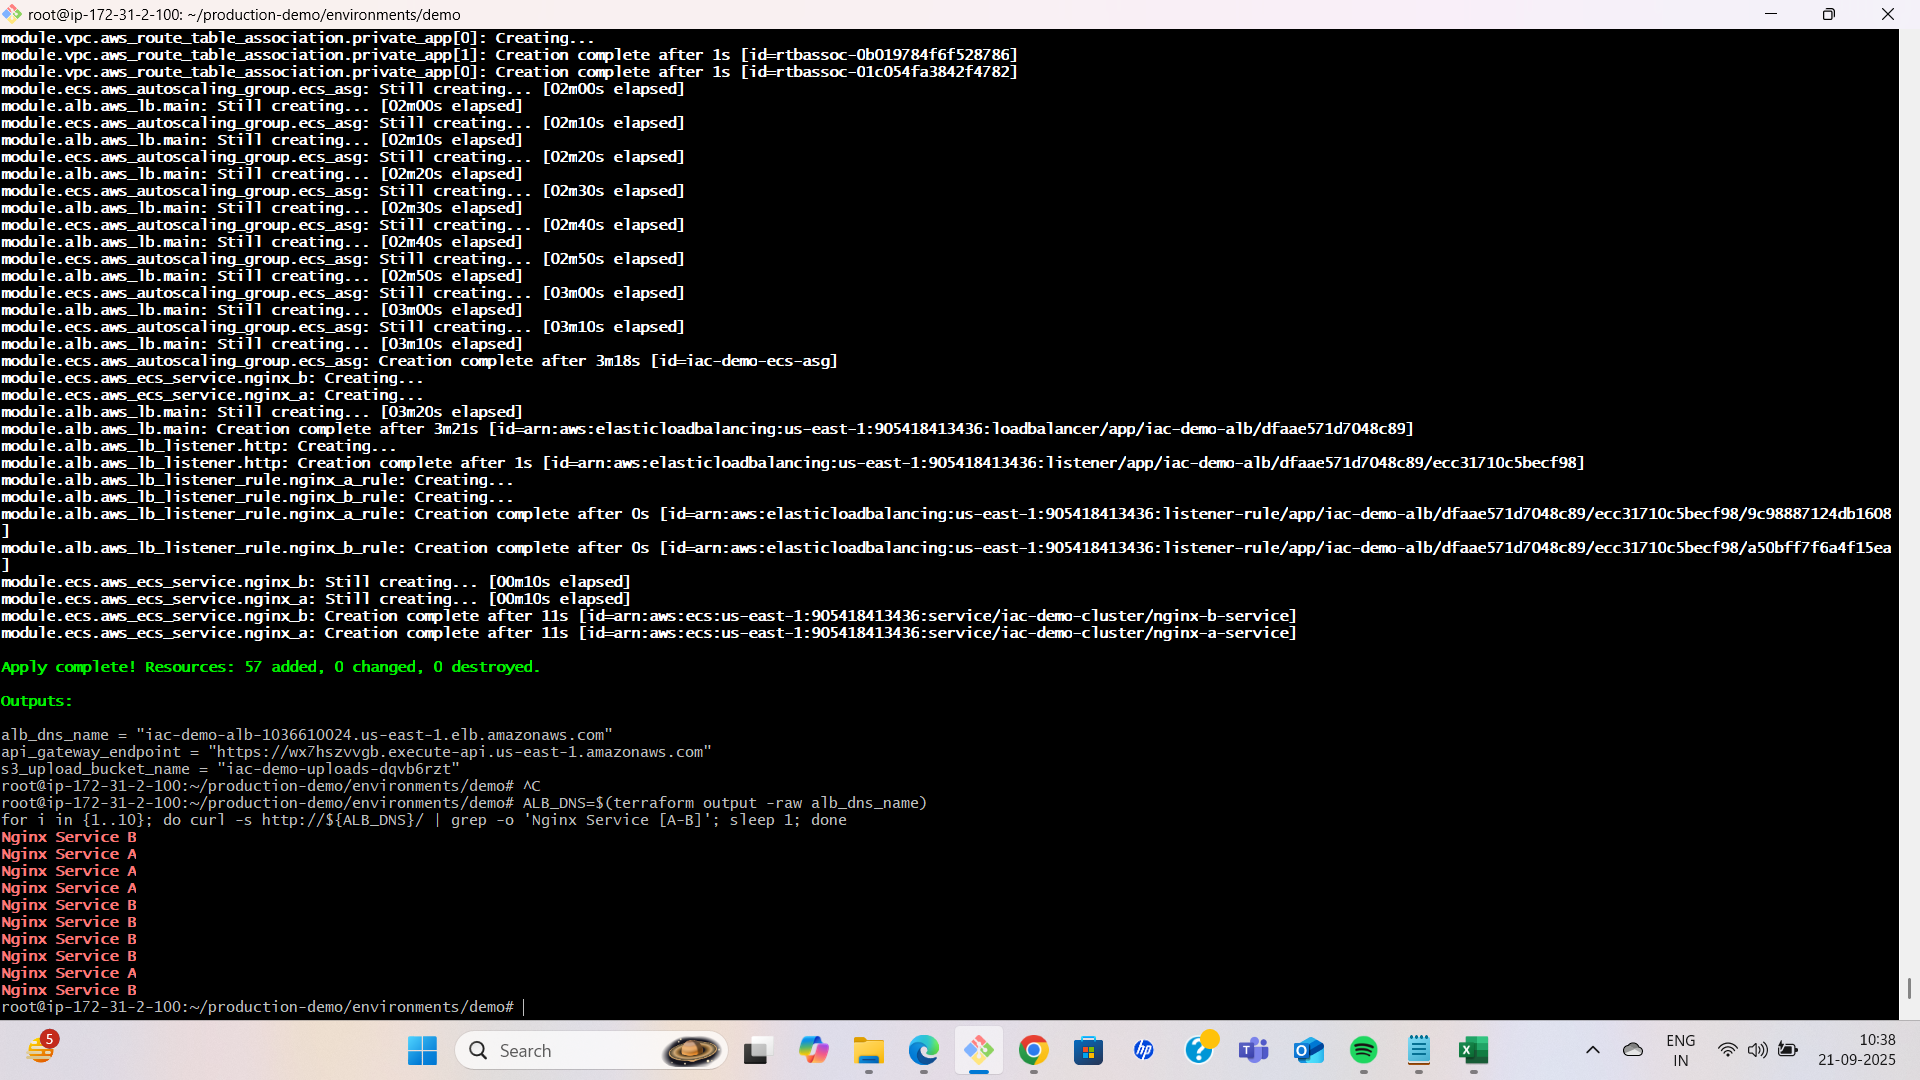 root@ip-172-31-2-100: ~/production-demo/environments/demo
module.vpc.aws_route_table_association.private_app[0]: Creating...
module.vpc.aws_route_table_association.private_app[1]: Creation complete after 1s [id=rtbassoc-0b019784f6f528786]
module.vpc.aws_route_table_association.private_app[0]: Creation complete after 1s [id=rtbassoc-01c054fa3842f4782]
module.ecs.aws_autoscaling_group.ecs_asg: Still creating... [02m00s elapsed]
module.alb.aws_lb.main: Still creating... [02m00s elapsed]
module.ecs.aws_autoscaling_group.ecs_asg: Still creating... [02m10s elapsed]
module.alb.aws_lb.main: Still creating... [02m10s elapsed]
module.ecs.aws_autoscaling_group.ecs_asg: Still creating... [02m20s elapsed]
module.alb.aws_lb.main: Still creating... [02m20s elapsed]
module.ecs.aws_autoscaling_group.ecs_asg: Still creating... [02m30s elapsed]
module.alb.aws_lb.main: Still creating... [02m30s elapsed]
module.ecs.aws_autoscaling_group.ecs_asg: Still creating... [02m40s elapsed]
module.alb.aws_lb.main: Still creating... [02m40s elapsed]
module.ecs.aws_autoscaling_group.ecs_asg: Still creating... [02m50s elapsed]
module.alb.aws_lb.main: Still creating... [02m50s elapsed]
module.ecs.aws_autoscaling_group.ecs_asg: Still creating... [03m00s elapsed]
module.alb.aws_lb.main: Still creating... [03m00s elapsed]
module.ecs.aws_autoscaling_group.ecs_asg: Still creating... [03m10s elapsed]
module.alb.aws_lb.main: Still creating... [03m10s elapsed]
module.ecs.aws_autoscaling_group.ecs_asg: Creation complete after 3m18s [id=iac-demo-ecs-asg]
module.ecs.aws_ecs_service.nginx_b: Creating...
module.ecs.aws_ecs_service.nginx_a: Creating...
module.alb.aws_lb.main: Still creating... [03m20s elapsed]
module.alb.aws_lb.main: Creation complete after 3m21s [id=arn:aws:elasticloadbalancing:us-east-1:905418413436:loadbalancer/app/iac-demo-alb/dfaae571d7048c89]
module.alb.aws_lb_listener.http: Creating...
module.alb.aws_lb_listener.http: Creation complete after 1s [id=arn:aws:elasticloadbalancing:us-east-1:905418413436:listener/app/iac-demo-alb/dfaae571d7048c89/ecc31710c5becf98]
module.alb.aws_lb_listener_rule.nginx_a_rule: Creating...
module.alb.aws_lb_listener_rule.nginx_b_rule: Creating...
module.alb.aws_lb_listener_rule.nginx_a_rule: Creation complete after 0s [id=arn:aws:elasticloadbalancing:us-east-1:905418413436:listener-rule/app/iac-demo-alb/dfaae571d7048c89/ecc31710c5becf98/9c98887124db1608
]
module.alb.aws_lb_listener_rule.nginx_b_rule: Creation complete after 0s [id=arn:aws:elasticloadbalancing:us-east-1:905418413436:listener-rule/app/iac-demo-alb/dfaae571d7048c89/ecc31710c5becf98/a50bff7f6a4f15ea
]
module.ecs.aws_ecs_service.nginx_b: Still creating... [00m10s elapsed]
module.ecs.aws_ecs_service.nginx_a: Still creating... [00m10s elapsed]
module.ecs.aws_ecs_service.nginx_b: Creation complete after 11s [id=arn:aws:ecs:us-east-1:905418413436:service/iac-demo-cluster/nginx-b-service]
module.ecs.aws_ecs_service.nginx_a: Creation complete after 11s [id=arn:aws:ecs:us-east-1:905418413436:service/iac-demo-cluster/nginx-a-service]
Apply complete! Resources: 57 added, 0 changed, 0 destroyed.
Outputs:
alb_dns_name = "iac-demo-alb-1036610024.us-east-1.elb.amazonaws.com"
api_gateway_endpoint = "https://wx7hszvvgb.execute-api.us-east-1.amazonaws.com"
s3_upload_bucket_name = "iac-demo-uploads-dqvb6rzt"
root@ip-172-31-2-100:~/production-demo/environments/demo# ^C
root@ip-172-31-2-100:~/production-demo/environments/demo# ALB_DNS=$(terraform output -raw alb_dns_name)
for i in {1..10}; do curl -s http://${ALB_DNS}/ | grep -o 'Nginx Service [A-B]'; sleep 1; done
Nginx Service B
Nginx Service A
Nginx Service A
Nginx Service A
Nginx Service B
Nginx Service B
Nginx Service B
Nginx Service B
Nginx Service A
Nginx Service B
root@ip-172-31-2-100:~/production-demo/environments/demo#
5
Search
hp
ENG
IN
10:38
21-09-2025